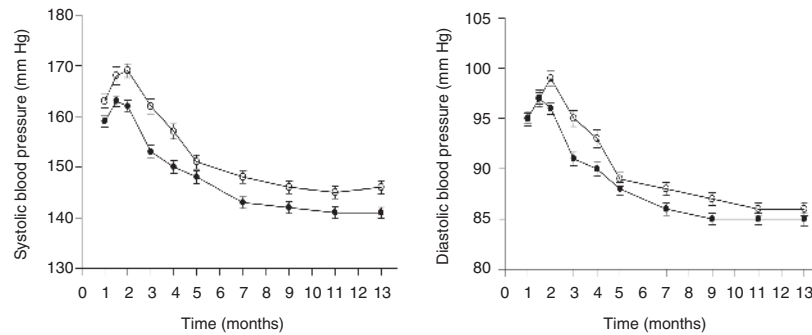 Systolic blood pressure (mm Hg)
180
170
160
150
140
130
0 1 2 3 4 5 6 7 8 9 10 11 12 13
Time (months)
Diastolic blood pressure (mm Hg)
105
100
95
90
85
80
0 1 2 3 4 5 6 7 8 9 10 11 12 13
Time (months)